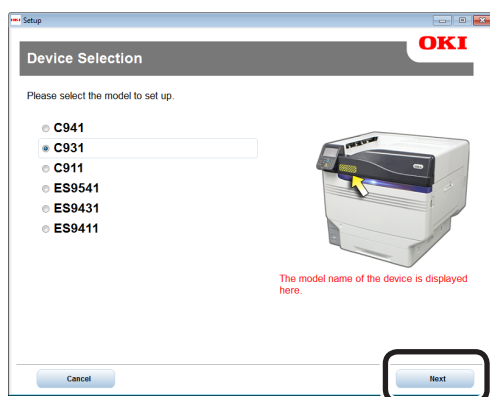 OKI Setup
OKI
Device Selection
Please select the model to set up.
C941
C931
C911
ES9541
ES9431
ES9411
The model name of the device is displayed
here.
Cancel
Next